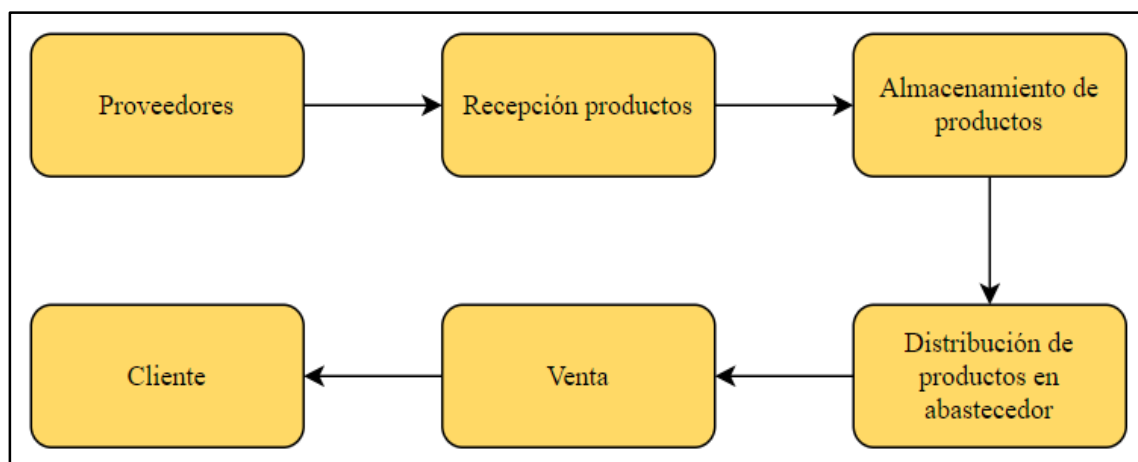 Proveedores
Recepción productos
Almacenamiento de
productos
Distribución de
productos en
abastecedor
Venta
Cliente